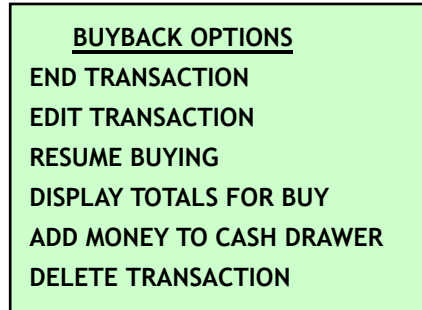 BUYBACK OPTIONS
END TRANSACTION
EDIT TRANSACTION
RESUME BUYING
DISPLAY TOTALS FOR BUY
ADD MONEY TO CASH DRAWER
DELETE TRANSACTION